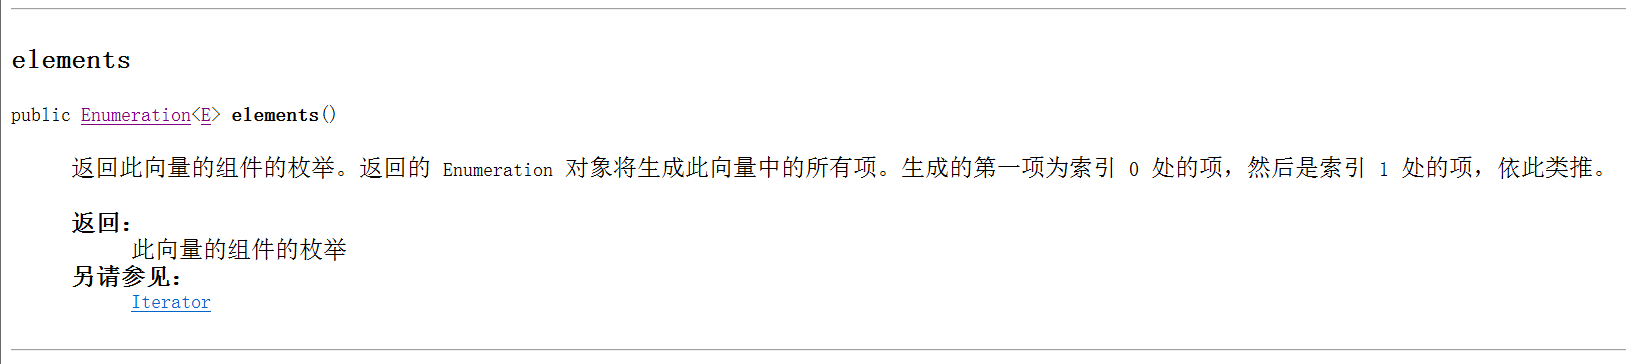 elements
public Enumeration<E> elements()
返回此向量的组件的枚举。返回的 Enumeration 对象将生成此向量中的所有项。生成的第一项为索引 0 处的项，然后是索引 1 处的项，依此类推。
返回：
此向量的组件的枚举
另请参见：
Iterator